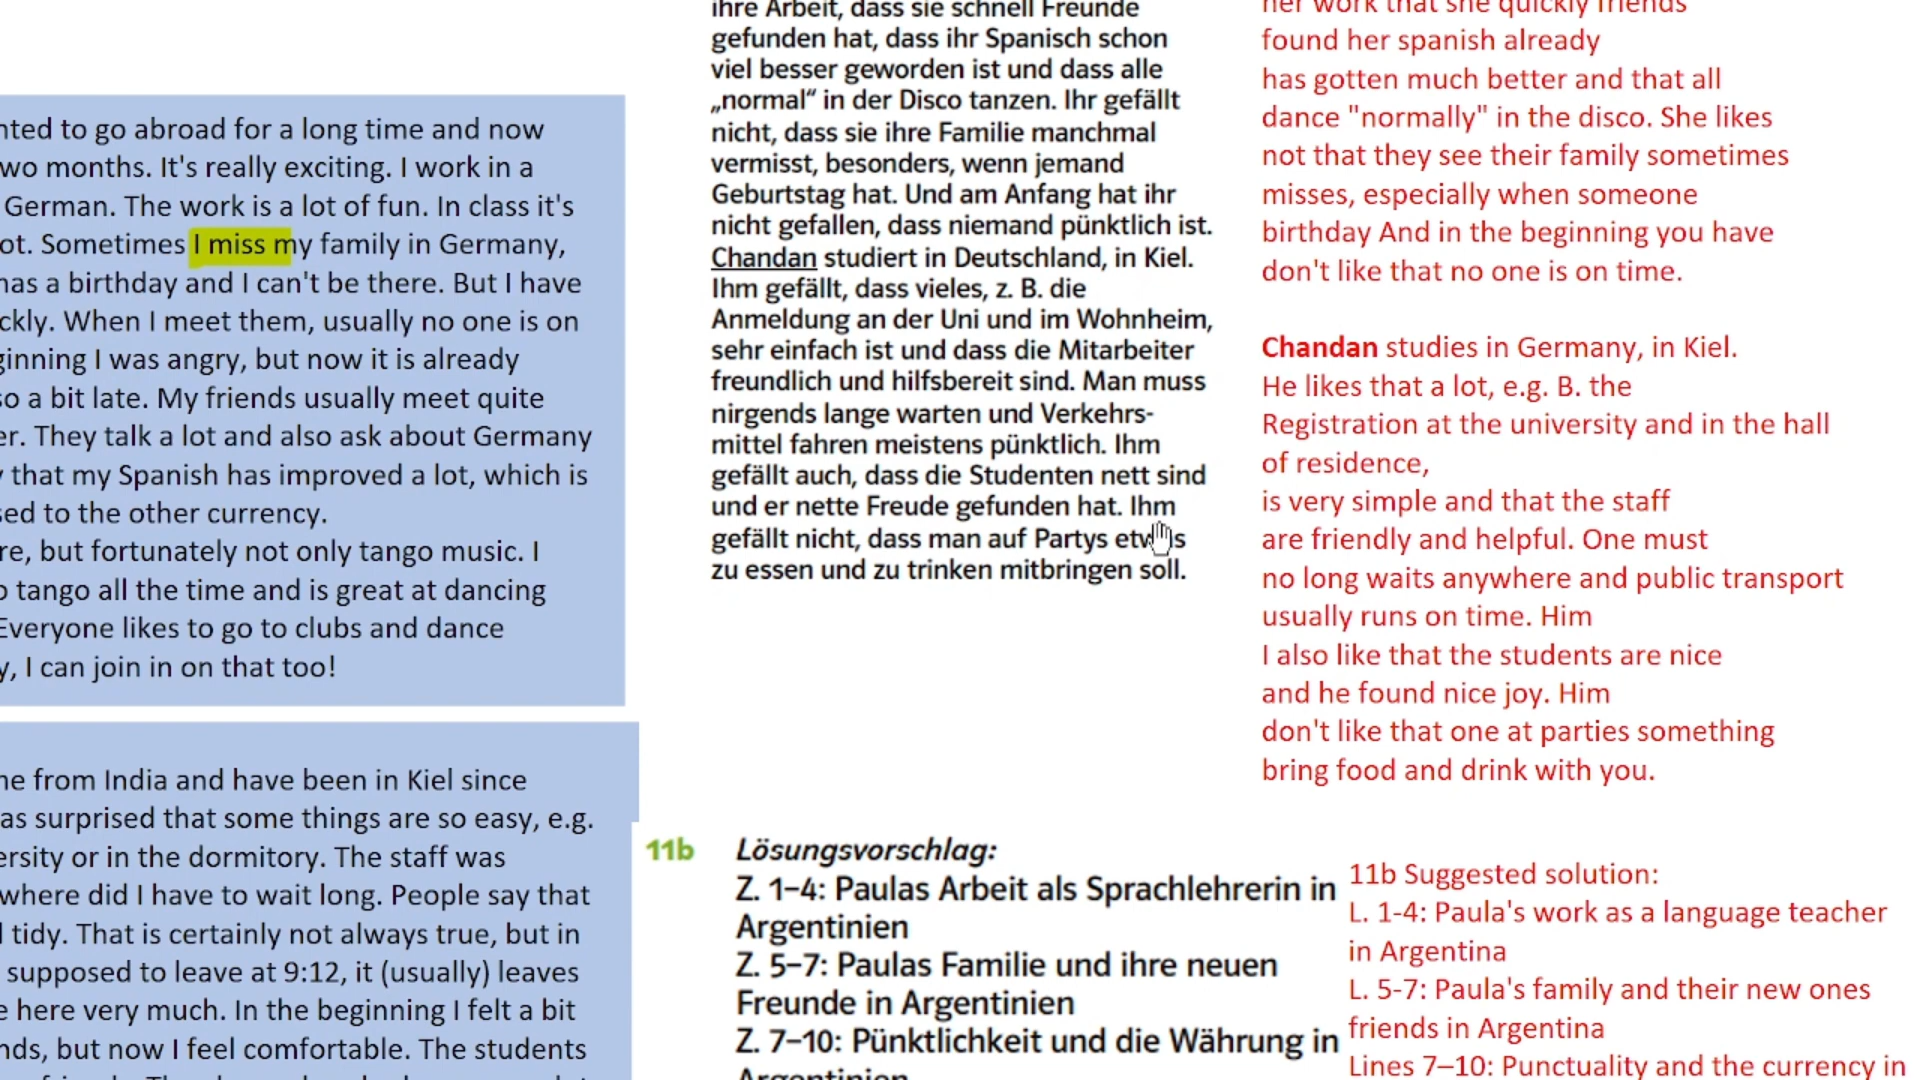 nted to go abroad for a long time and now
two months. It's really exciting. I work in a
German. The work is a lot of fun. In class it's
ot. Sometimes I miss my family in Germany,
has a birthday and I can't be there. But I have
ckly. When I meet them, usually no one is on
ginning I was angry, but now it is already
so a bit late. My friends usually meet quite
er. They talk a lot and also ask about Germany
y that my Spanish has improved a lot, which is
sed to the other currency.
re, but fortunately not only tango music. I
o tango all the time and is great at dancing
Everyone likes to go to clubs and dance
y, I can join in on that too!
me from India and have been in Kiel since
as surprised that some things are so easy, e.g.
ersity or in the dormitory. The staff was
where did I have to wait long. People say that
d tidy. That is certainly not always true, but in
supposed to leave at 9:12, it (usually) leaves
e here very much. In the beginning I felt a bit
nds, but now I feel comfortable. The students
ihre Arbeit, dass sie schnell Freunde
gefunden hat, dass ihr Spanisch schon
viel besser geworden ist und dass alle
„normal“ in der Disco tanzen. Ihr gefällt
nicht, dass sie ihre Familie manchmal
vermisst, besonders, wenn jemand
Geburtstag hat. Und am Anfang hat ihr
nicht gefallen, dass niemand pünktlich ist.
Chandan studiert in Deutschland, in Kiel.
Ihm gefällt, dass vieles, z. B. die
Anmeldung an der Uni und im Wohnheim,
sehr einfach ist und dass die Mitarbeiter
freundlich und hilfsbereit sind. Man muss
nirgends lange warten und Verkehrs-
mittel fahren meistens pünktlich. Ihm
gefällt auch, dass die Studenten nett sind
und er nette Freude gefunden hat. Ihm
gefällt nicht, dass man auf Partys etwas
zu essen und zu trinken mitbringen soll.
her work that she quickly friends
found her spanish already
has gotten much better and that all
dance "normally" in the disco. She likes
not that they see their family sometimes
misses, especially when someone
birthday And in the beginning you have
don't like that no one is on time.
Chandan studies in Germany, in Kiel.
He likes that a lot, e.g. B. the
Registration at the university and in the hall
of residence,
is very simple and that the staff
are friendly and helpful. One must
no long waits anywhere and public transport
usually runs on time. Him
I also like that the students are nice
and he found nice joy. Him
don't like that one at parties something
bring food and drink with you.
11b Lösungsvorschlag:
Z. 1–4: Paulas Arbeit als Sprachlehrerin in
Argentinien
Z. 5–7: Paulas Familie und ihre neuen
Freunde in Argentinien
Z. 7–10: Pünktlichkeit und die Währung in
Argentinien
11b Suggested solution:
L. 1-4: Paula's work as a language teacher
in Argentina
L. 5-7: Paula's family and their new ones
friends in Argentina
Lines 7–10: Punctuality and the currency in